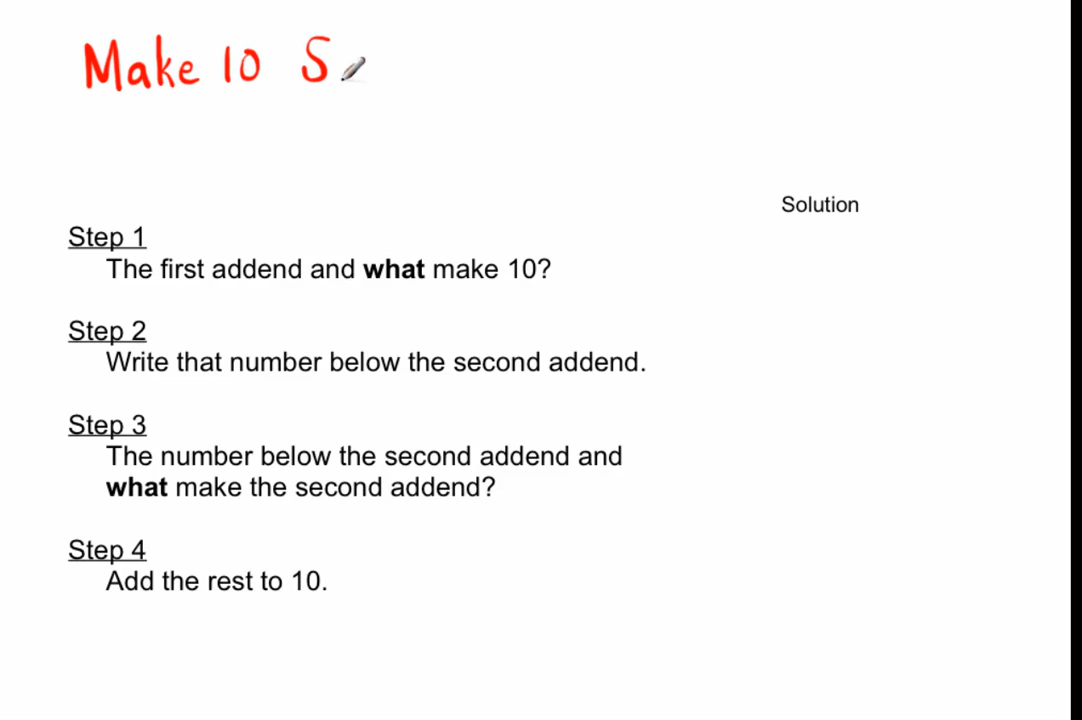 Make 10 S
Solution
Step 1
The first addend and what make 10?
Step 2
Write that number below the second addend.
Step 3
The number below the second addend and
what make the second addend?
Step 4
Add the rest to 10.